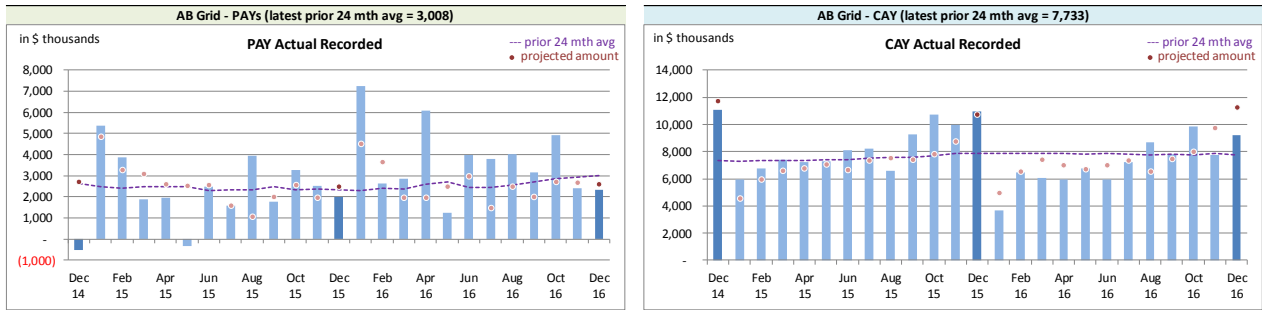 AB Grid - PAYs (latest prior 24 mth avg = 3,008)
in $ thousands
PAY Actual Recorded
--- prior 24 mth avg
• projected amount
8,000
7,000
6,000
5,000
4,000
3,000
2,000
1,000
-
(1,000)
Dec Feb Apr Jun Aug Oct Dec Feb Apr Jun Aug Oct Dec
14 15 15 15 15 15 15 16 16 16 16 16 16
AB Grid - CAY (latest prior 24 mth avg = 7,733)
in $ thousands
CAY Actual Recorded
--- prior 24 mth avg
• projected amount
14,000
12,000
10,000
8,000
6,000
4,000
2,000
-
Dec Feb Apr Jun Aug Oct Dec Feb Apr Jun Aug Oct Dec
14 15 15 15 15 15 15 16 16 16 16 16 16